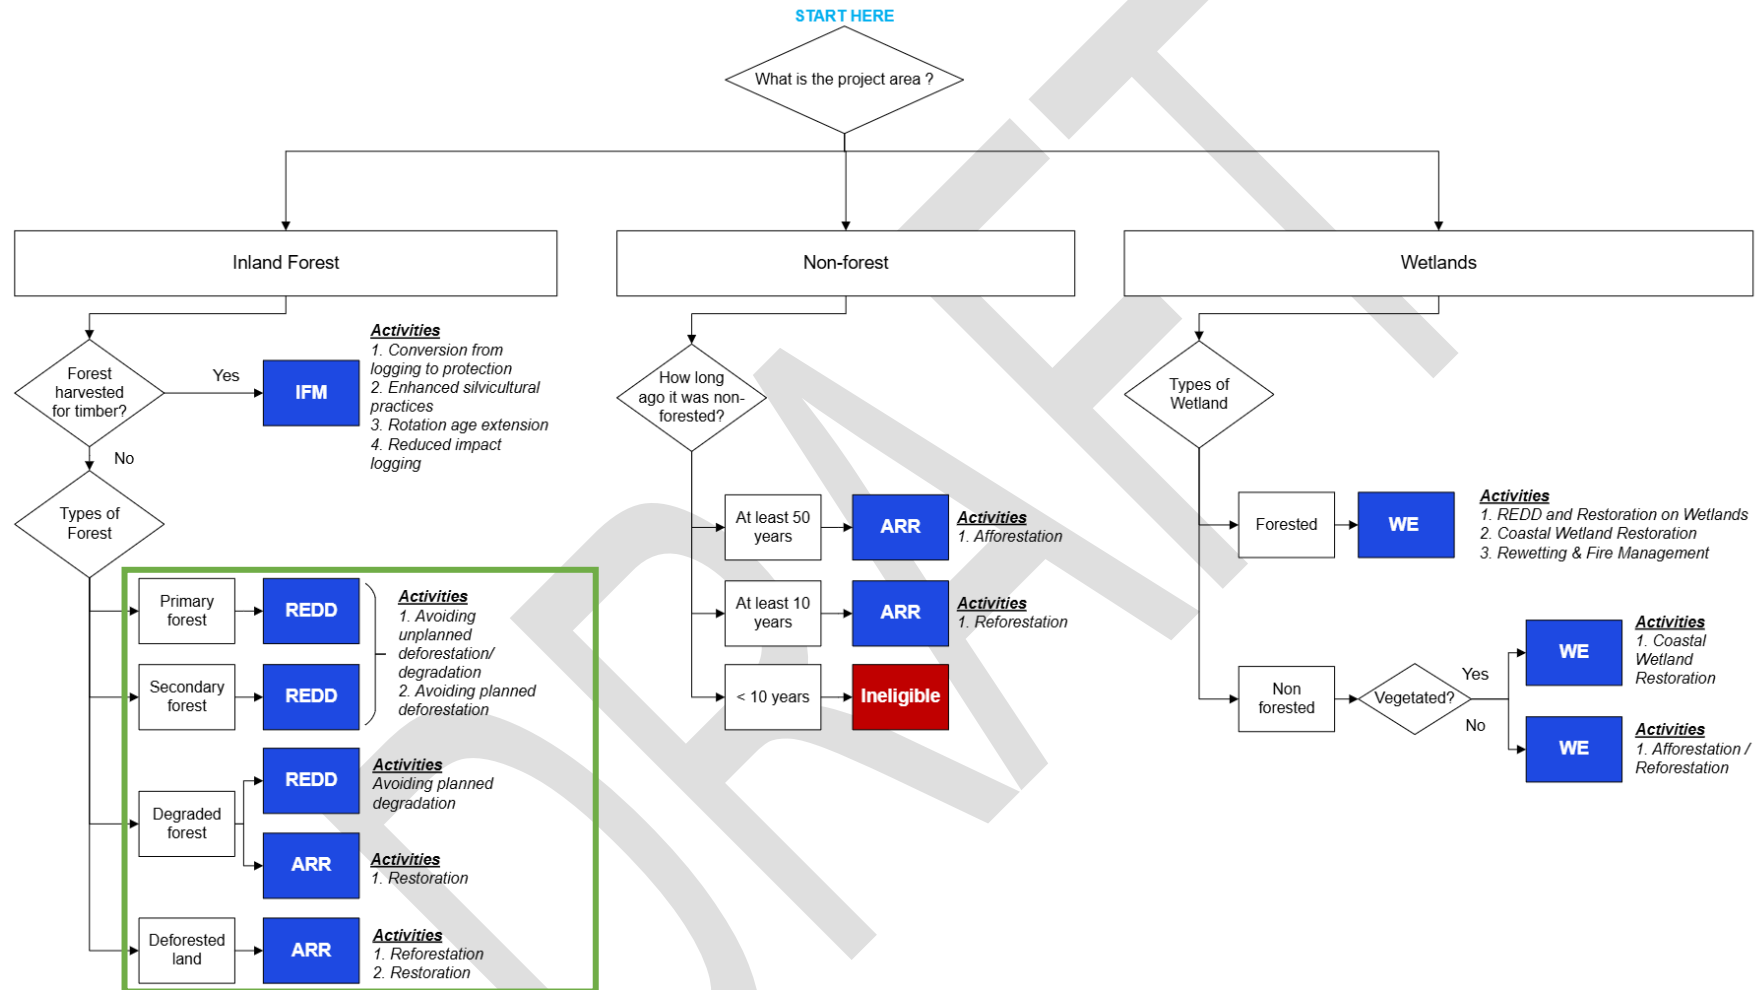 START HERE
What is the project area ?
Inland Forest
Non-forest
Wetlands
Forest
harvested
for timber?
Yes
IFM
Activities
1. Conversion from
logging to protection
2. Enhanced silvicultural
practices
3. Rotation age extension
4. Reduced impact
logging
No
Types of
Forest
Primary
forest
REDD
Secondary
forest
REDD
Activities
1. Avoiding
unplanned
deforestation/
degradation
2. Avoiding planned
deforestation
Degraded
forest
REDD
Activities
Avoiding planned
degradation
ARR
Activities
1. Restoration
Deforested
land
ARR
Activities
1. Reforestation
2. Restoration
How long
ago it was non-
forested?
At least 50
years
ARR
Activities
1. Afforestation
At least 10
years
ARR
Activities
1. Reforestation
< 10 years
Ineligible
Types of
Wetland
Forested
WE
Activities
1. REDD and Restoration on Wetlands
2. Coastal Wetland Restoration
3. Rewetting & Fire Management
Non
forested
Vegetated?
Yes
WE
Activities
1. Coastal
Wetland
Restoration
No
WE
Activities
1. Afforestation /
Reforestation
DRAFT